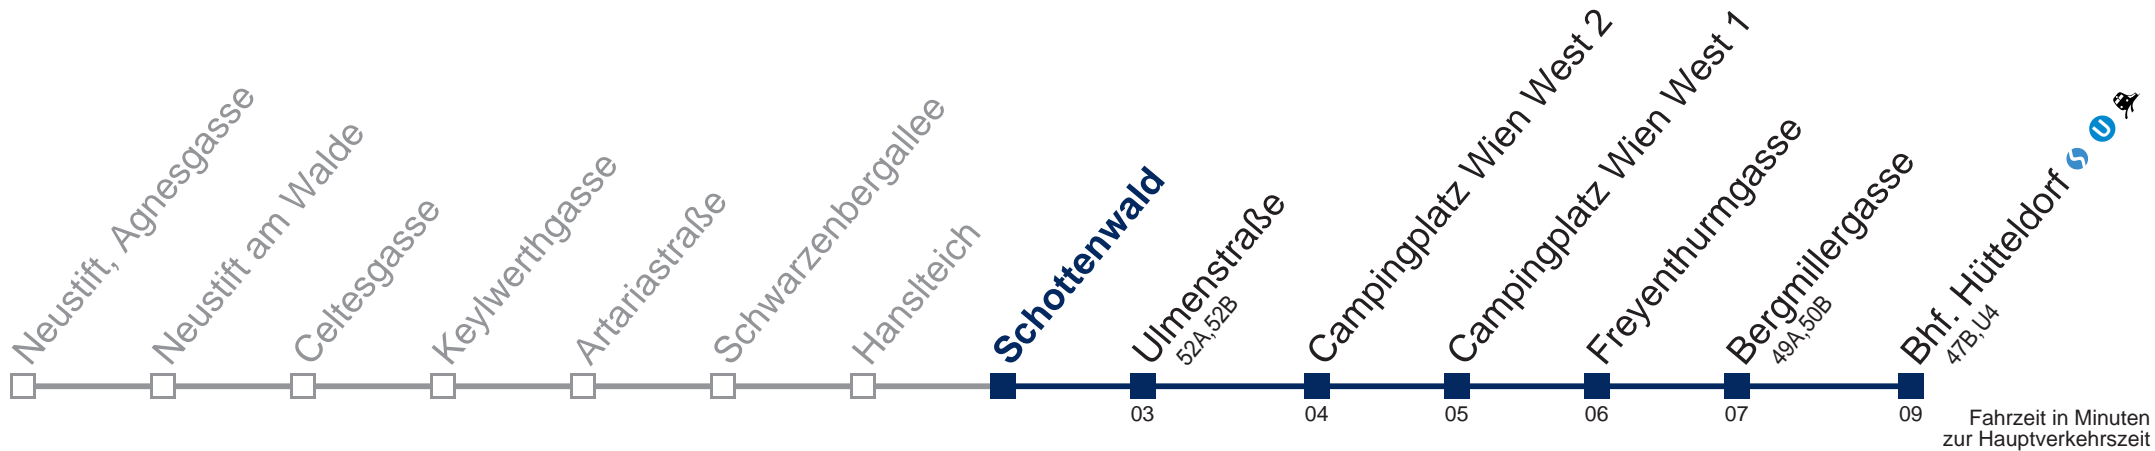 Neustift, Agnesgasse
Neustift am Walde
Celtesgasse
Keylwerthgasse
Artariastraße
Schwarzenbergallee
Hanslteich
Schottenwald
Ulmenstraße
52A,52B
Campingplatz Wien West 2
Campingplatz Wien West 1
Freyenthurmgasse
Bergmillergasse
49A,50B
Bhf. Hütteldorf S U
47B,U4
03 04 05 06 07 09
Fahrzeit in Minuten
zur Hauptverkehrszeit